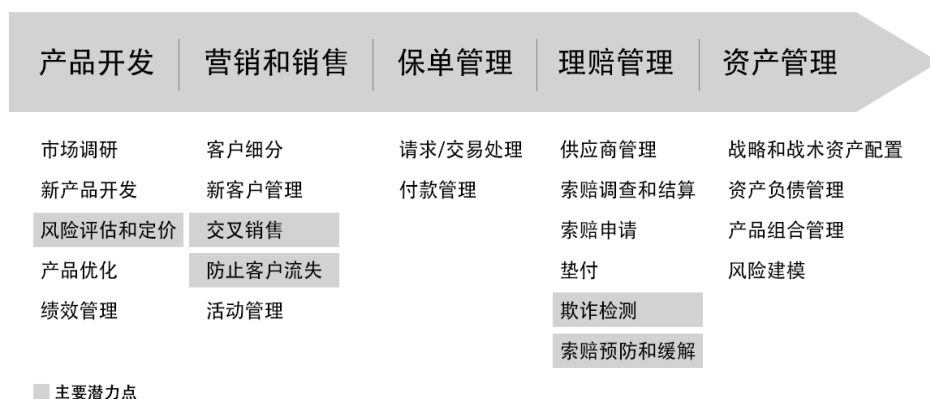 产品开发
营销和销售
保单管理
理赔管理
资产管理
市场调研
新产品开发
风险评估和定价
产品优化
绩效管理
客户细分
新客户管理
交叉销售
防止客户流失
活动管理
请求/交易处理
付款管理
供应商管理
索赔调查和结算
索赔申请
垫付
欺诈检测
索赔预防和缓解
战略和战术资产配置
资产负债管理
产品组合管理
风险建模
主要潜力点